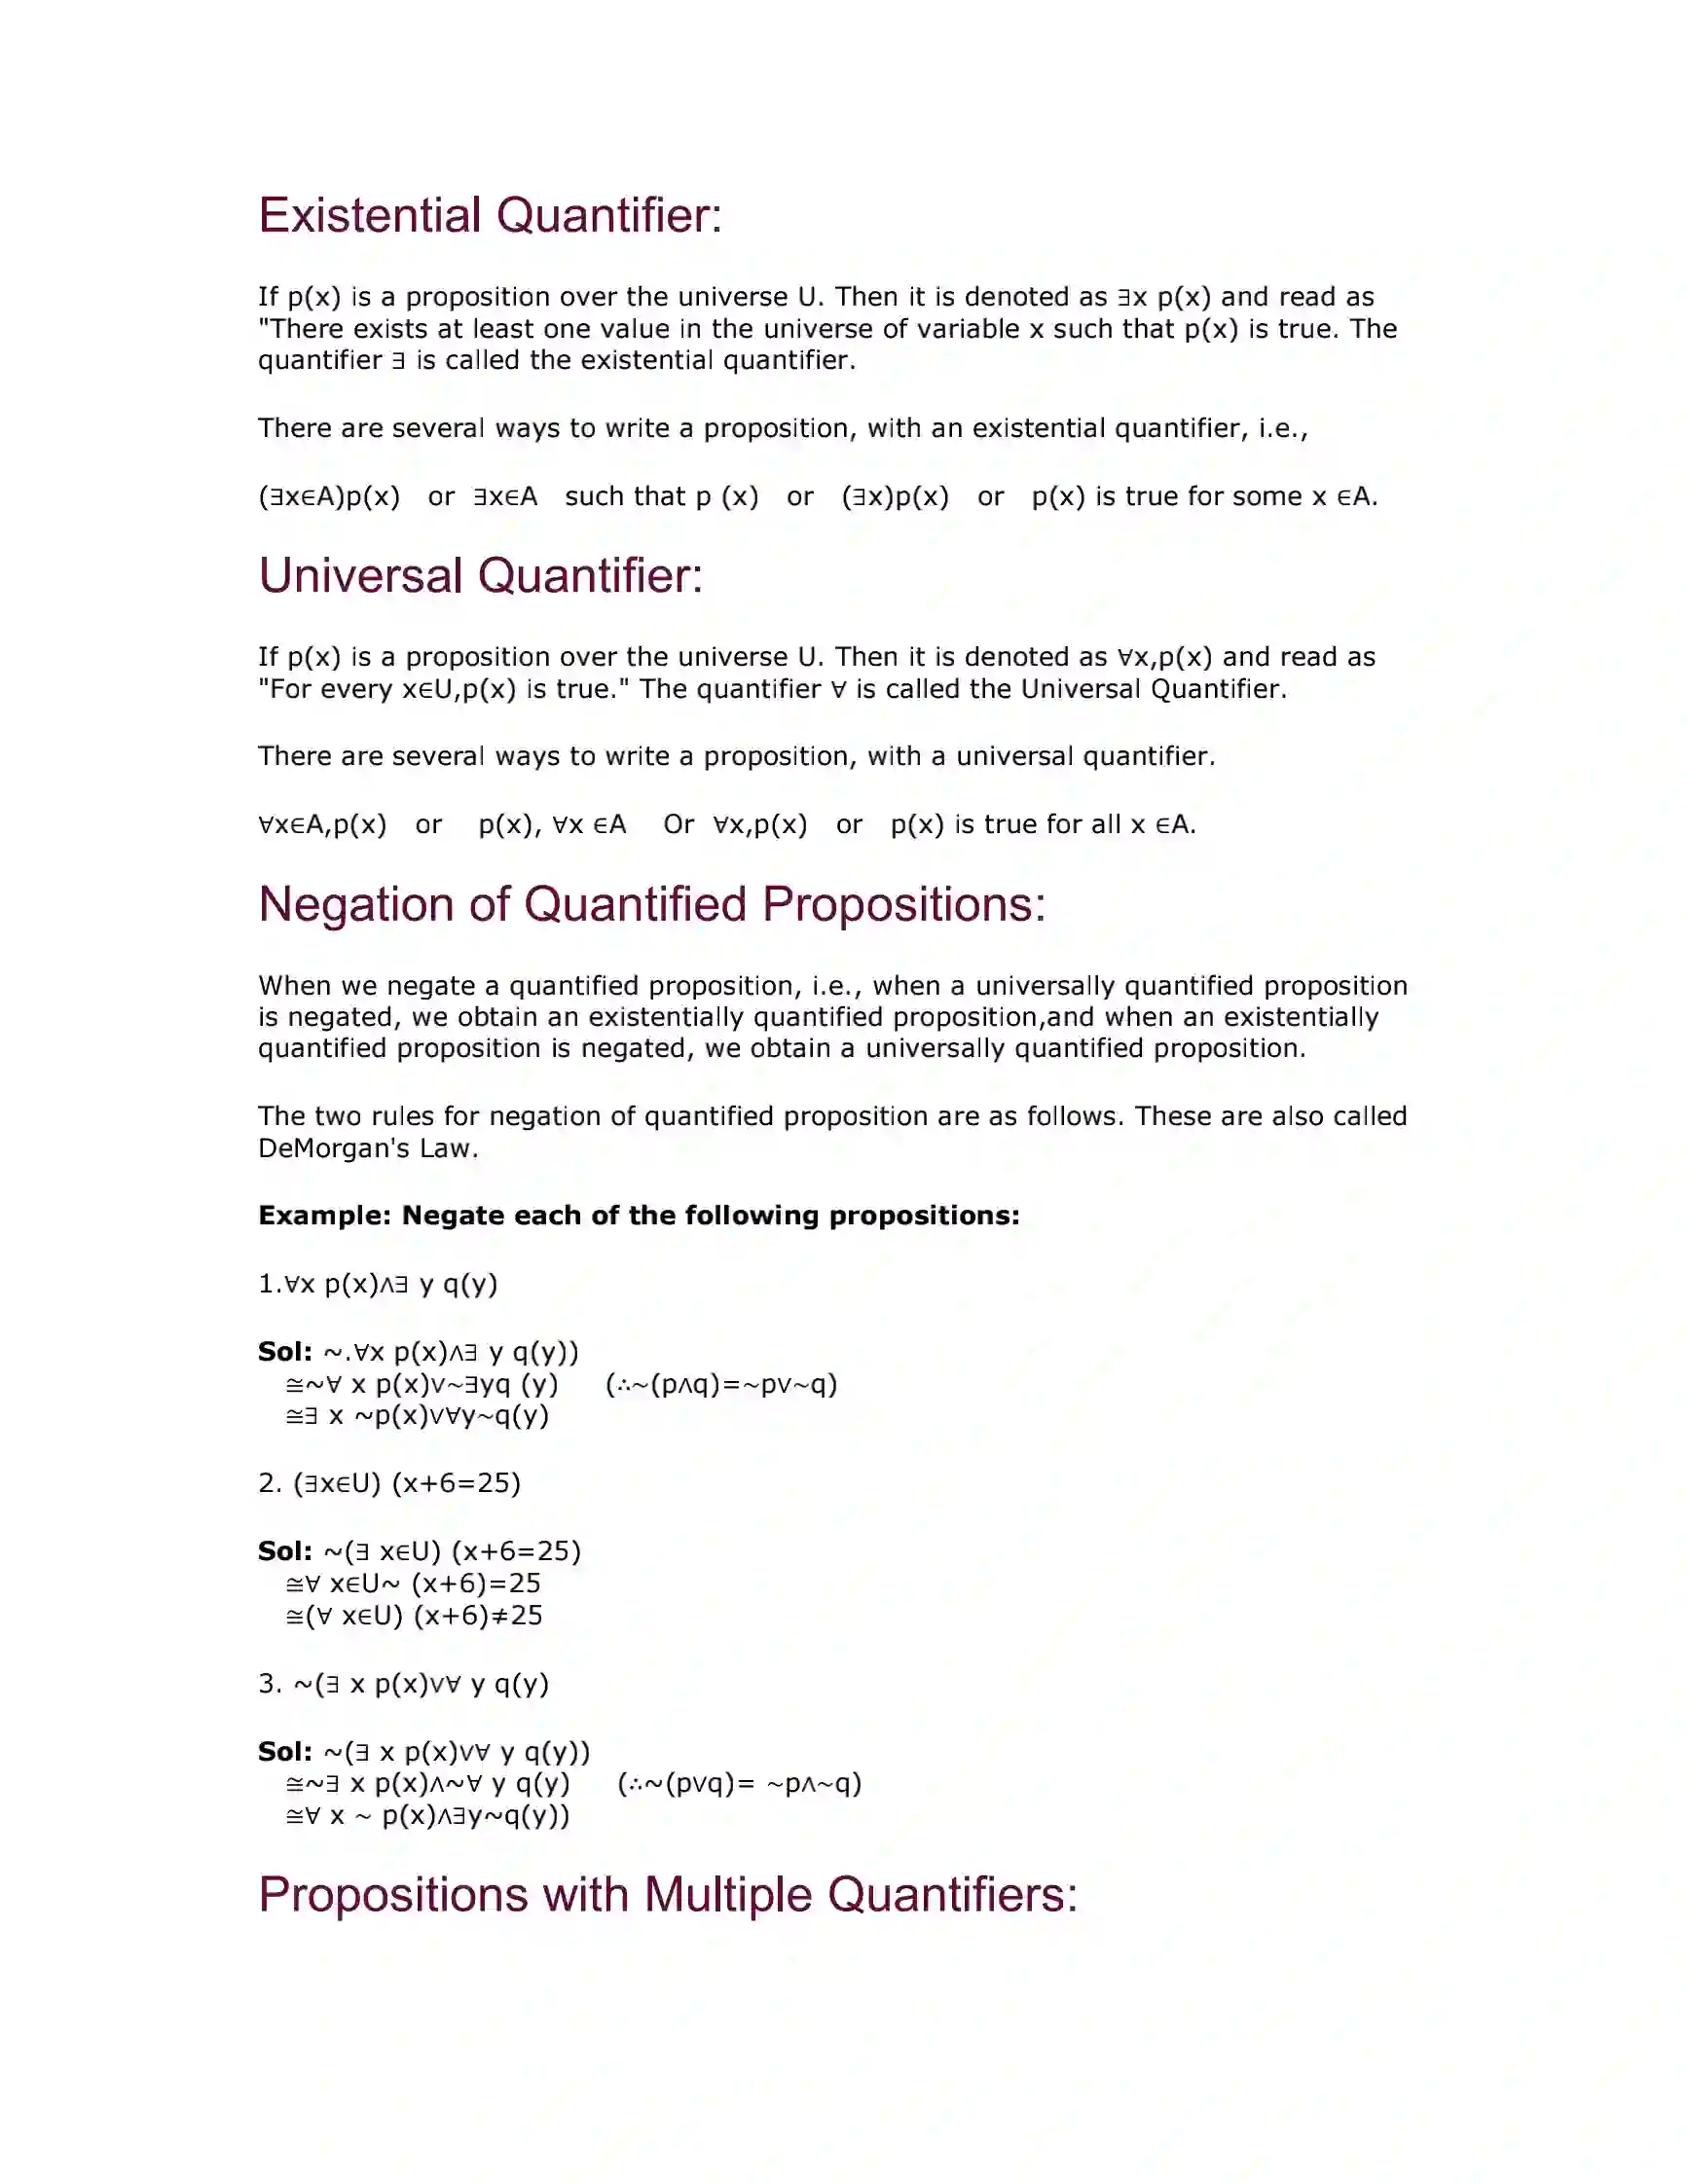 Existential Quantifier:
If p(x) is a proposition over the universe U. Then it is denoted as ∃x p(x) and read as
"There exists at least one value in the universe of variable x such that p(x) is true. The
quantifier ∃ is called the existential quantifier.
There are several ways to write a proposition, with an existential quantifier, i.e.,
(∃x∈A)p(x)   or  ∃x∈A   such that p (x)   or   (∃x)p(x)   or   p(x) is true for some x ∈A.
Universal Quantifier:
If p(x) is a proposition over the universe U. Then it is denoted as ∀x,p(x) and read as
"For every x∈U,p(x) is true." The quantifier ∀ is called the Universal Quantifier.
There are several ways to write a proposition, with a universal quantifier.
∀x∈A,p(x)   or    p(x), ∀x ∈A    Or  ∀x,p(x)   or   p(x) is true for all x ∈A.
Negation of Quantified Propositions:
When we negate a quantified proposition, i.e., when a universally quantified proposition
is negated, we obtain an existentially quantified proposition,and when an existentially
quantified proposition is negated, we obtain a universally quantified proposition.
The two rules for negation of quantified proposition are as follows. These are also called
DeMorgan's Law.
Example: Negate each of the following propositions:
1.∀x p(x)∧∃ y q(y)
Sol: ~.∀x p(x)∧∃ y q(y))
≅~∀ x p(x)∨~∃yq (y)     (∴~(p∧q)=~p∨~q)
≅∃ x ~p(x)∨∀y~q(y)
2. (∃x∈U) (x+6=25)
Sol: ~(∃ x∈U) (x+6=25)
≅∀ x∈U~ (x+6)=25
≅(∀ x∈U) (x+6)≠25
3. ~(∃ x p(x)∨∀ y q(y)
Sol: ~(∃ x p(x)∨∀ y q(y))
≅~∃ x p(x)∧~∀ y q(y)     (∴~(p∨q)= ~p∧~q)
≅∀ x ~ p(x)∧∃y~q(y))
Propositions with Multiple Quantifiers: